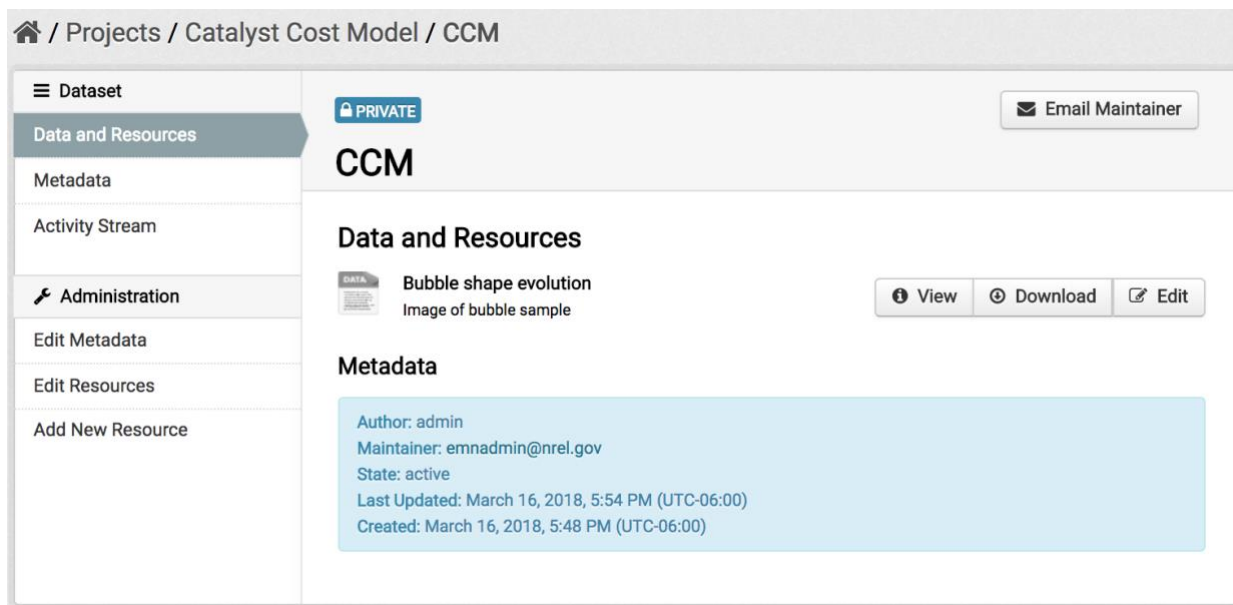 / Projects / Catalyst Cost Model / CCM
Dataset
Data and Resources
Metadata
Activity Stream
Administration
Edit Metadata
Edit Resources
Add New Resource
PRIVATE
Email Maintainer
CCM
Data and Resources
DATA
Bubble shape evolution
Image of bubble sample
View Download Edit
Metadata
Author: admin
Maintainer: emnadmin@nrel.gov
State: active
Last Updated: March 16, 2018, 5:54 PM (UTC-06:00)
Created: March 16, 2018, 5:48 PM (UTC-06:00)